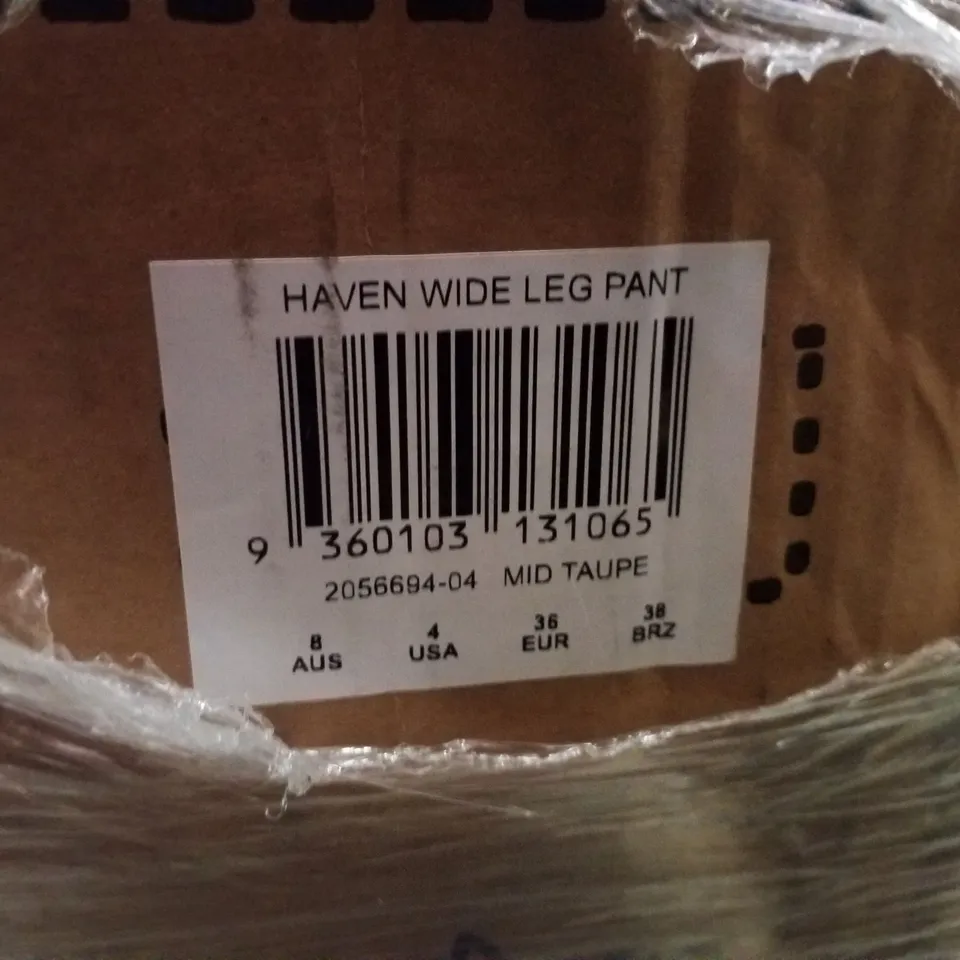 HAVEN WIDE LEG PANT
9 360103 131065
2056694-04 MID TAUPE
8 4 36 38
AUS USA EUR BRZ